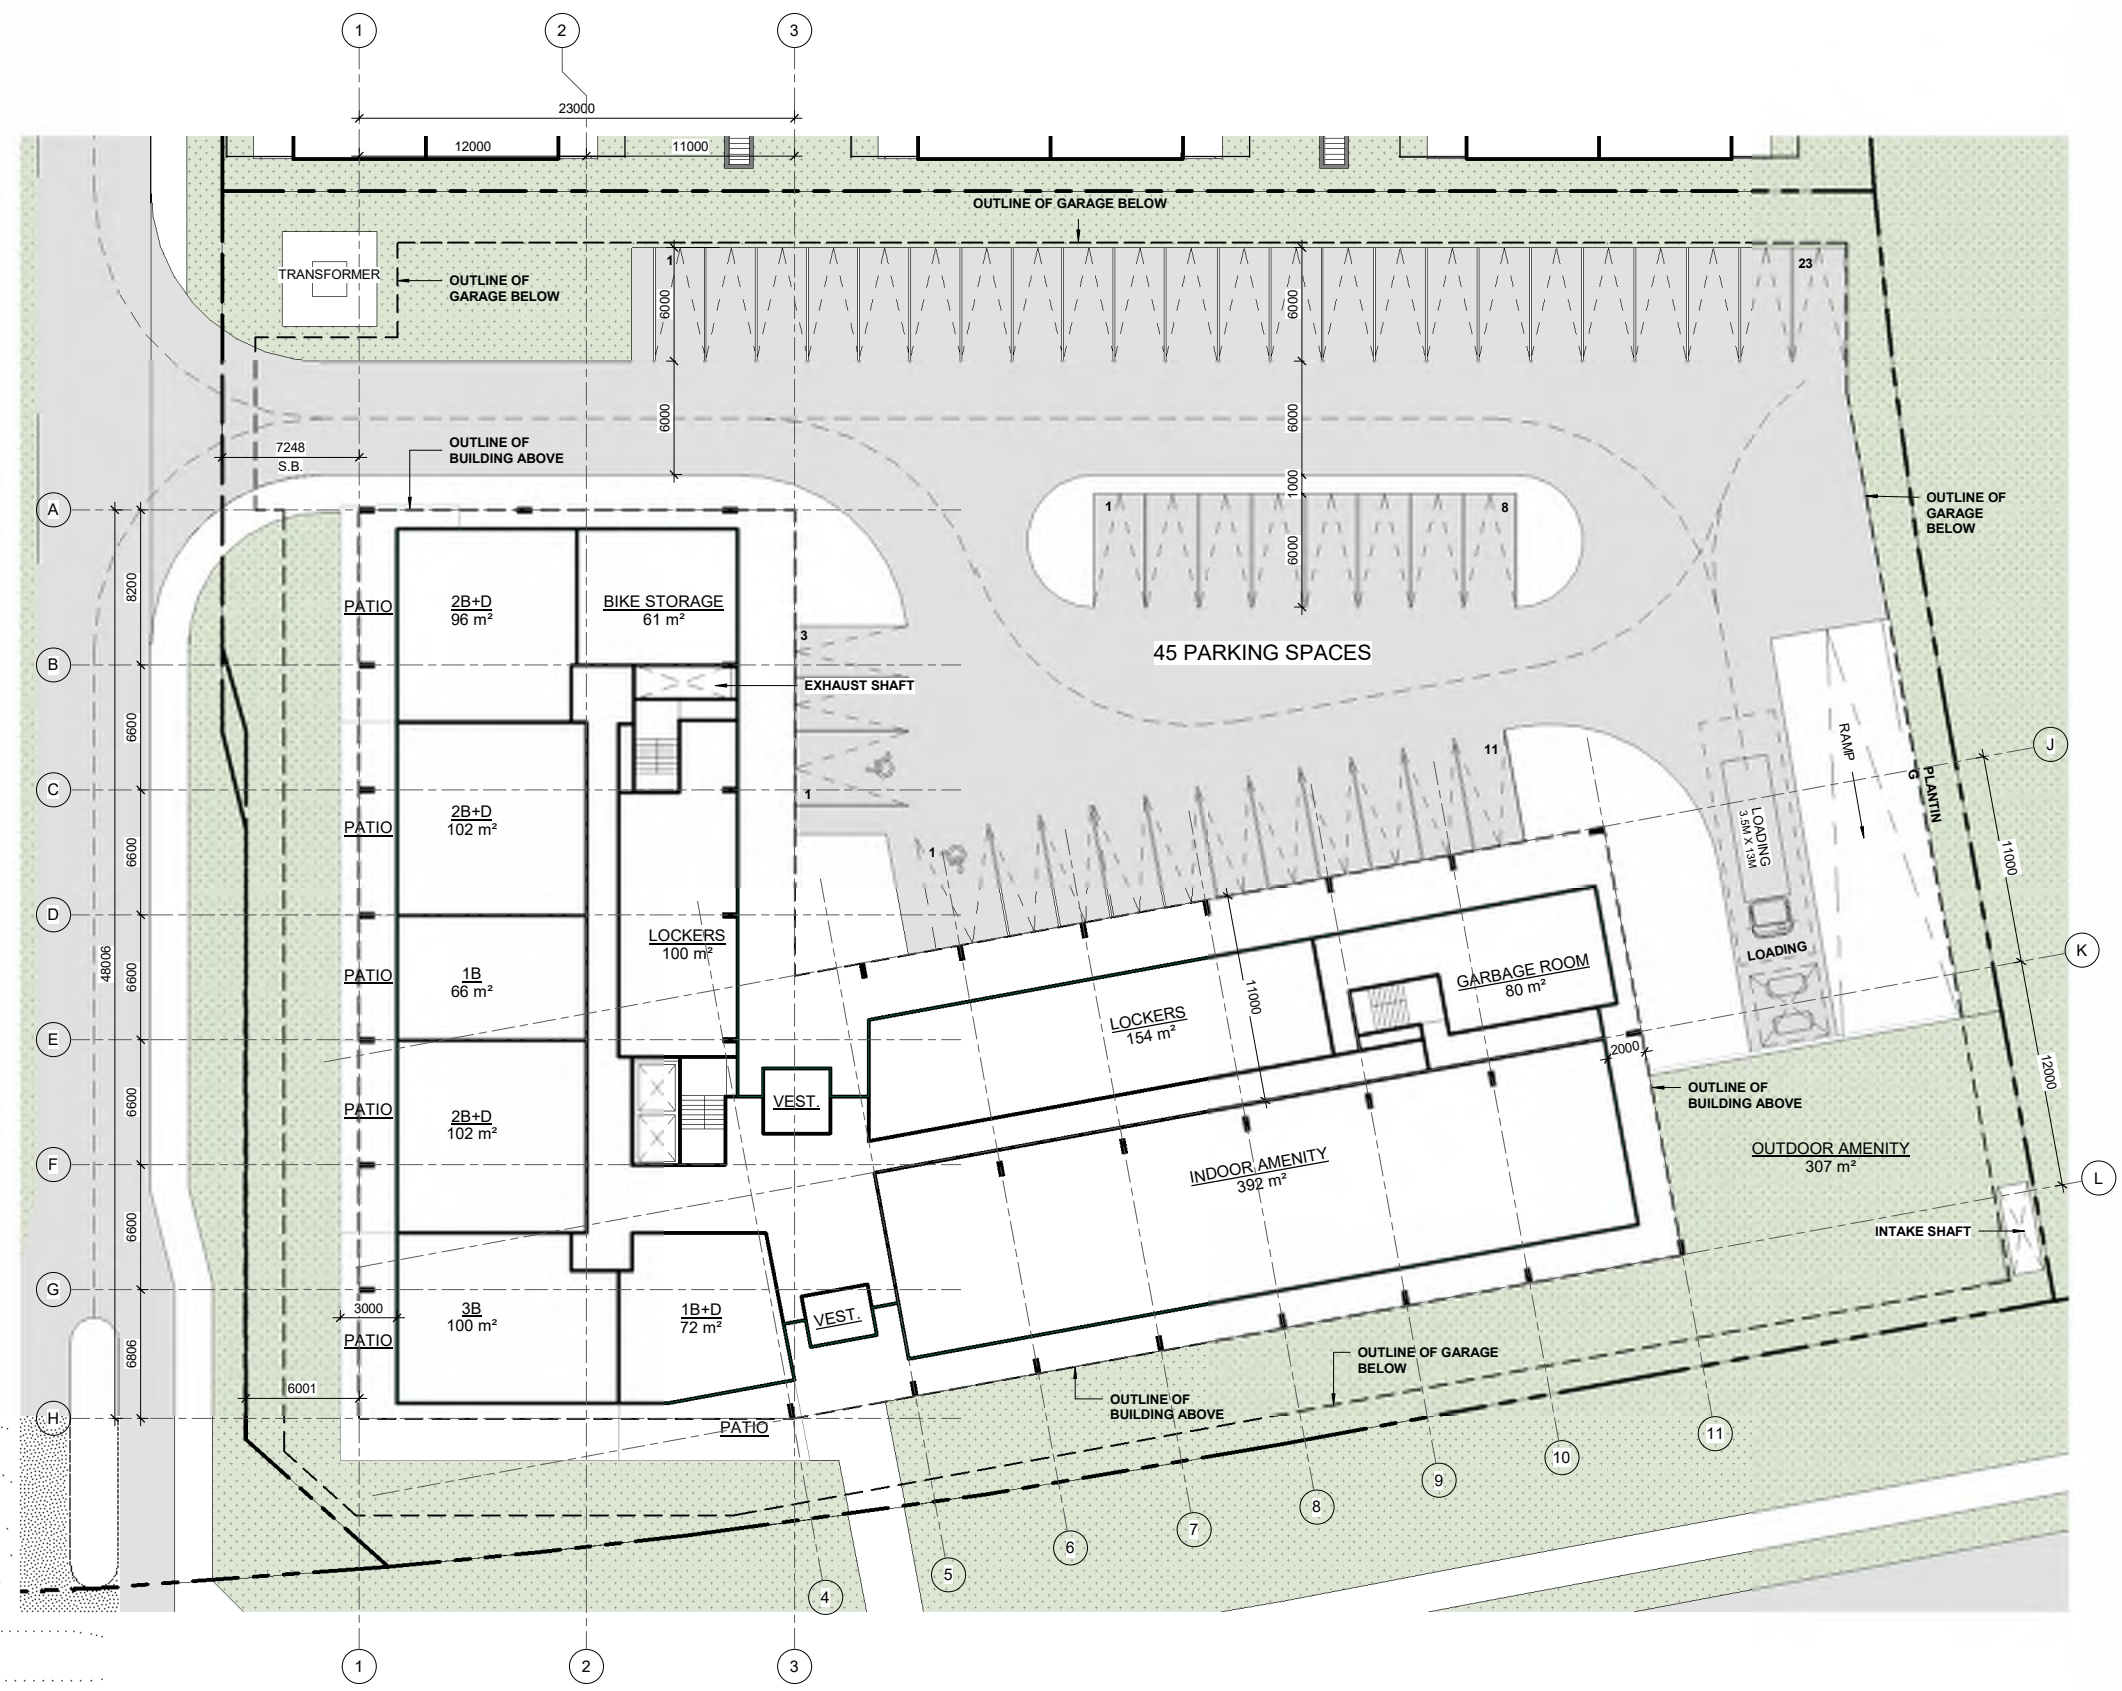 1
2
3
23000
12000
11000
OUTLINE OF GARAGE BELOW
TRANSFORMER
OUTLINE OF
GARAGE BELOW
1
23
6000
6000
6000
6000
7248
S.B.
OUTLINE OF
BUILDING ABOVE
1000
1
8
6000
OUTLINE OF
GARAGE
BELOW
A
B
C
D
E
F
G
H
8200
6600
6600
6600
6600
6600
6806
48006
PATIO
2B+D
96 m²
BIKE STORAGE
61 m²
3
45 PARKING SPACES
EXHAUST SHAFT
1
11
1
RAMP
PLANTIN
G
J
K
L
11000
12000
PATIO
2B+D
102 m²
LOADING
3.5M X 13M
LOADING
LOCKERS
100 m²
PATIO
1B
66 m²
GARBAGE ROOM
80 m²
11000
LOCKERS
154 m²
2000
PATIO
2B+D
102 m²
VEST.
OUTLINE OF
BUILDING ABOVE
OUTDOOR AMENITY
307 m²
INDOOR AMENITY
392 m²
INTAKE SHAFT
3000
PATIO
3B
100 m²
1B+D
72 m²
VEST.
6001
OUTLINE OF GARAGE
BELOW
OUTLINE OF
BUILDING ABOVE
PATIO
11
10
9
8
7
6
5
4
1
2
3